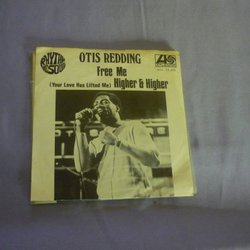 OTIS REDDING
Free Me
(Your Love Has Lifted Me) Higher & Higher